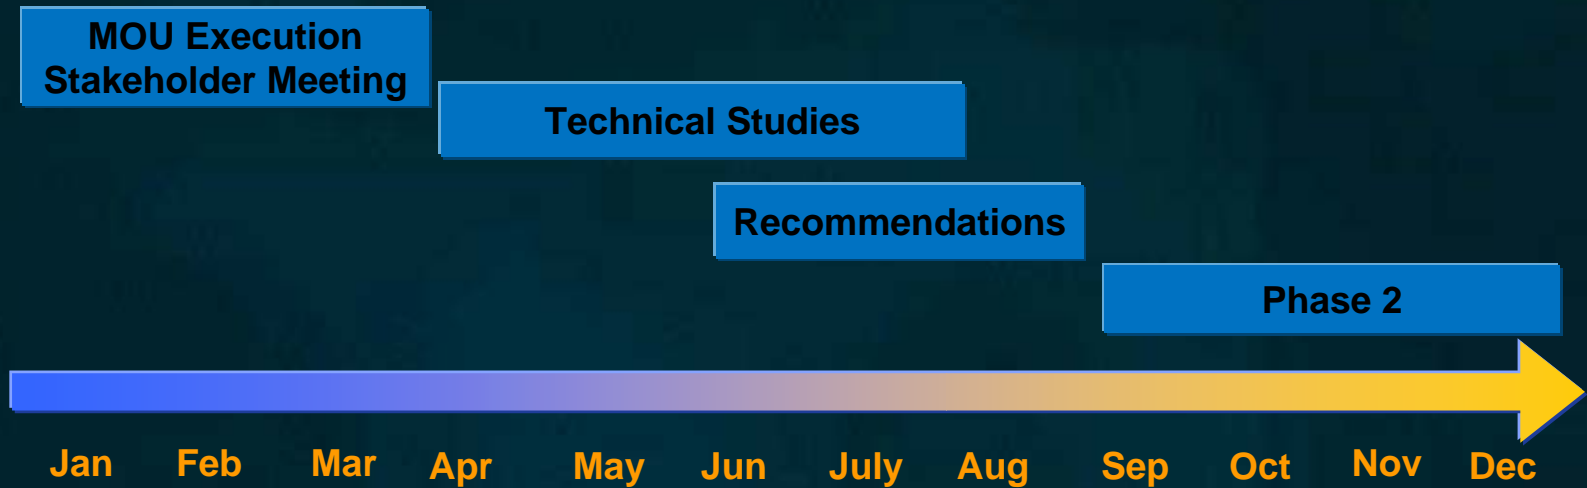 MOU Execution
Stakeholder Meeting
Technical Studies
Recommendations
Phase 2
Jan Feb Mar Apr May Jun July Aug Sep Oct Nov Dec